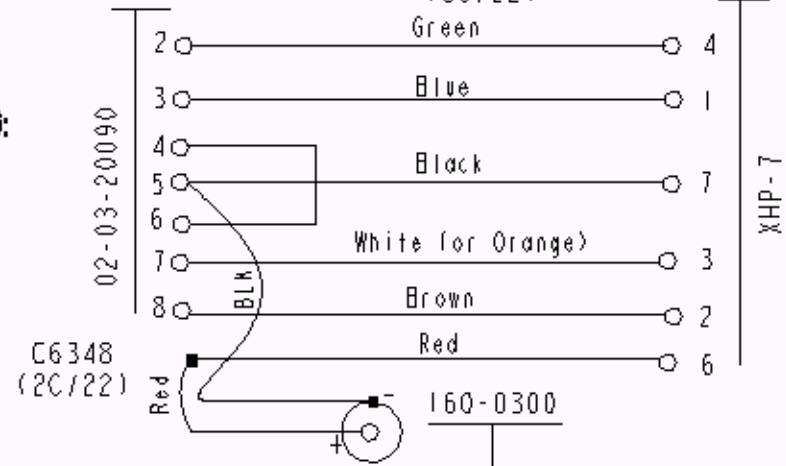 Green
2 4
Blue
3 1
4
Black
5 7
6
White (or Orange)
7 3
Brown
8 2
Red
6
02-03-20090
XHP-7
BLK
C6348
(2C/22)
Red
-
+
160-0300